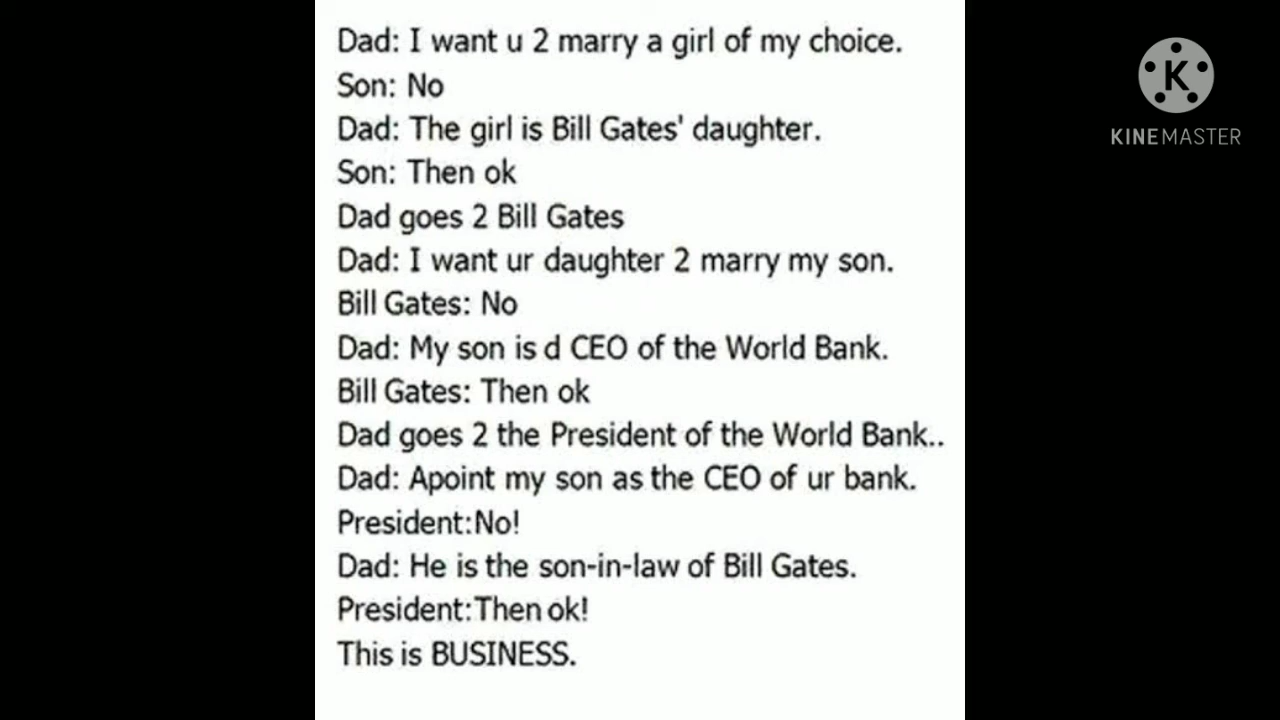 Dad: I want u 2 marry a girl of my choice.
Son: No
Dad: The girl is Bill Gates' daughter.
Son: Then ok
Dad goes 2 Bill Gates
Dad: I want ur daughter 2 marry my son.
Bill Gates: No
Dad: My son is d CEO of the World Bank.
Bill Gates: Then ok
Dad goes 2 the President of the World Bank..
Dad: Apoint my son as the CEO of ur bank.
President:No!
Dad: He is the son-in-law of Bill Gates.
President:Then ok!
This is BUSINESS.
K
KINEMASTER